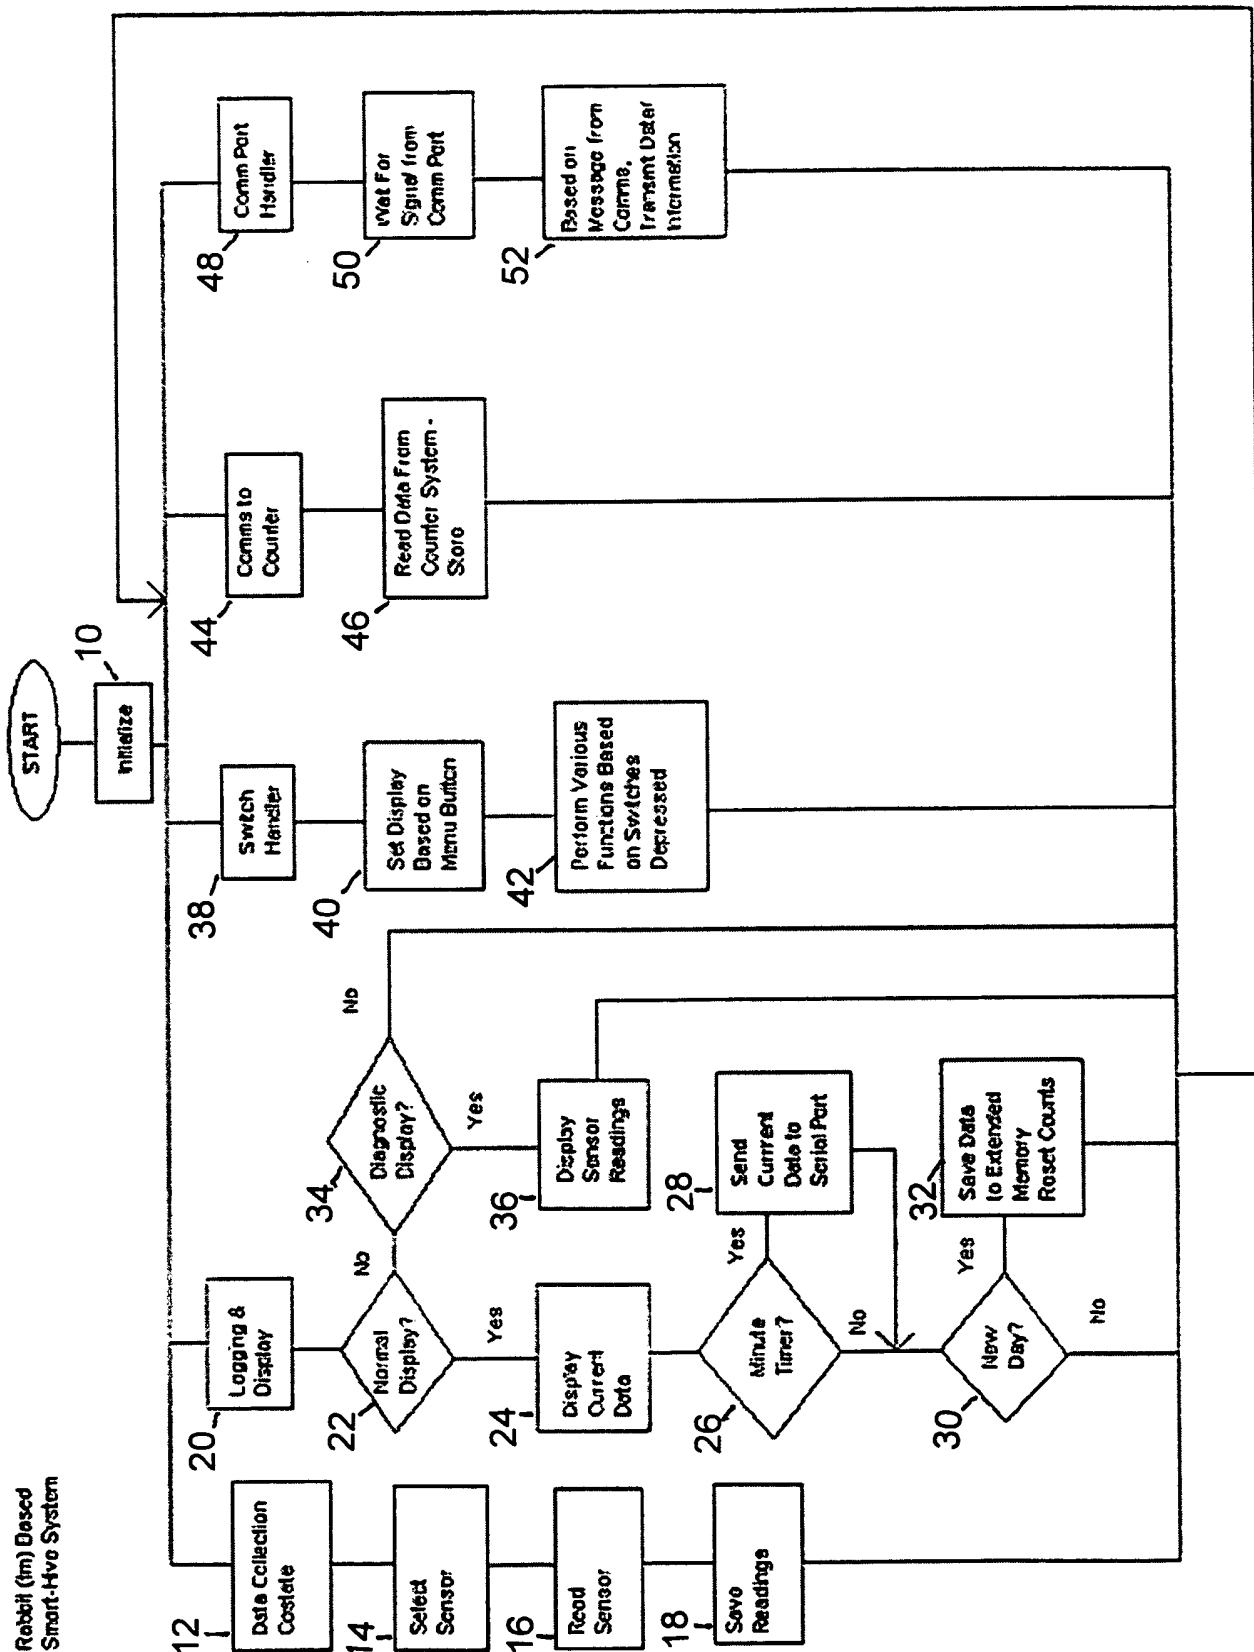 Rabbit (tm) Based
Smart-Hive System
START
Initialize
10
12
Data Collection
Costate
14
Select
Sensor
16
Read
Sensor
18
Save
Readings
20
Logging &
Display
22
Normal
Display?
No
Yes
24
Display
Current
Data
26
Minute
Timer?
Yes
No
28
Send
Current
Data to
Serial Port
30
New
Day?
Yes
No
32
Save Data
to Extended
Memory
Reset Counts
34
Diagnostic
Display?
No
Yes
36
Display
Sensor
Readings
38
Switch
Handler
40
Set Display
Based on
Menu Button
42
Perform Various
Functions Based
on Switches
Depressed
44
Comms to
Counter
46
Read Data From
Counter System -
Store
48
Comm Port
Handler
50
Wait For
Signal from
Comm Port
52
Based on
Message from
Comms,
Transmit Data/
Information